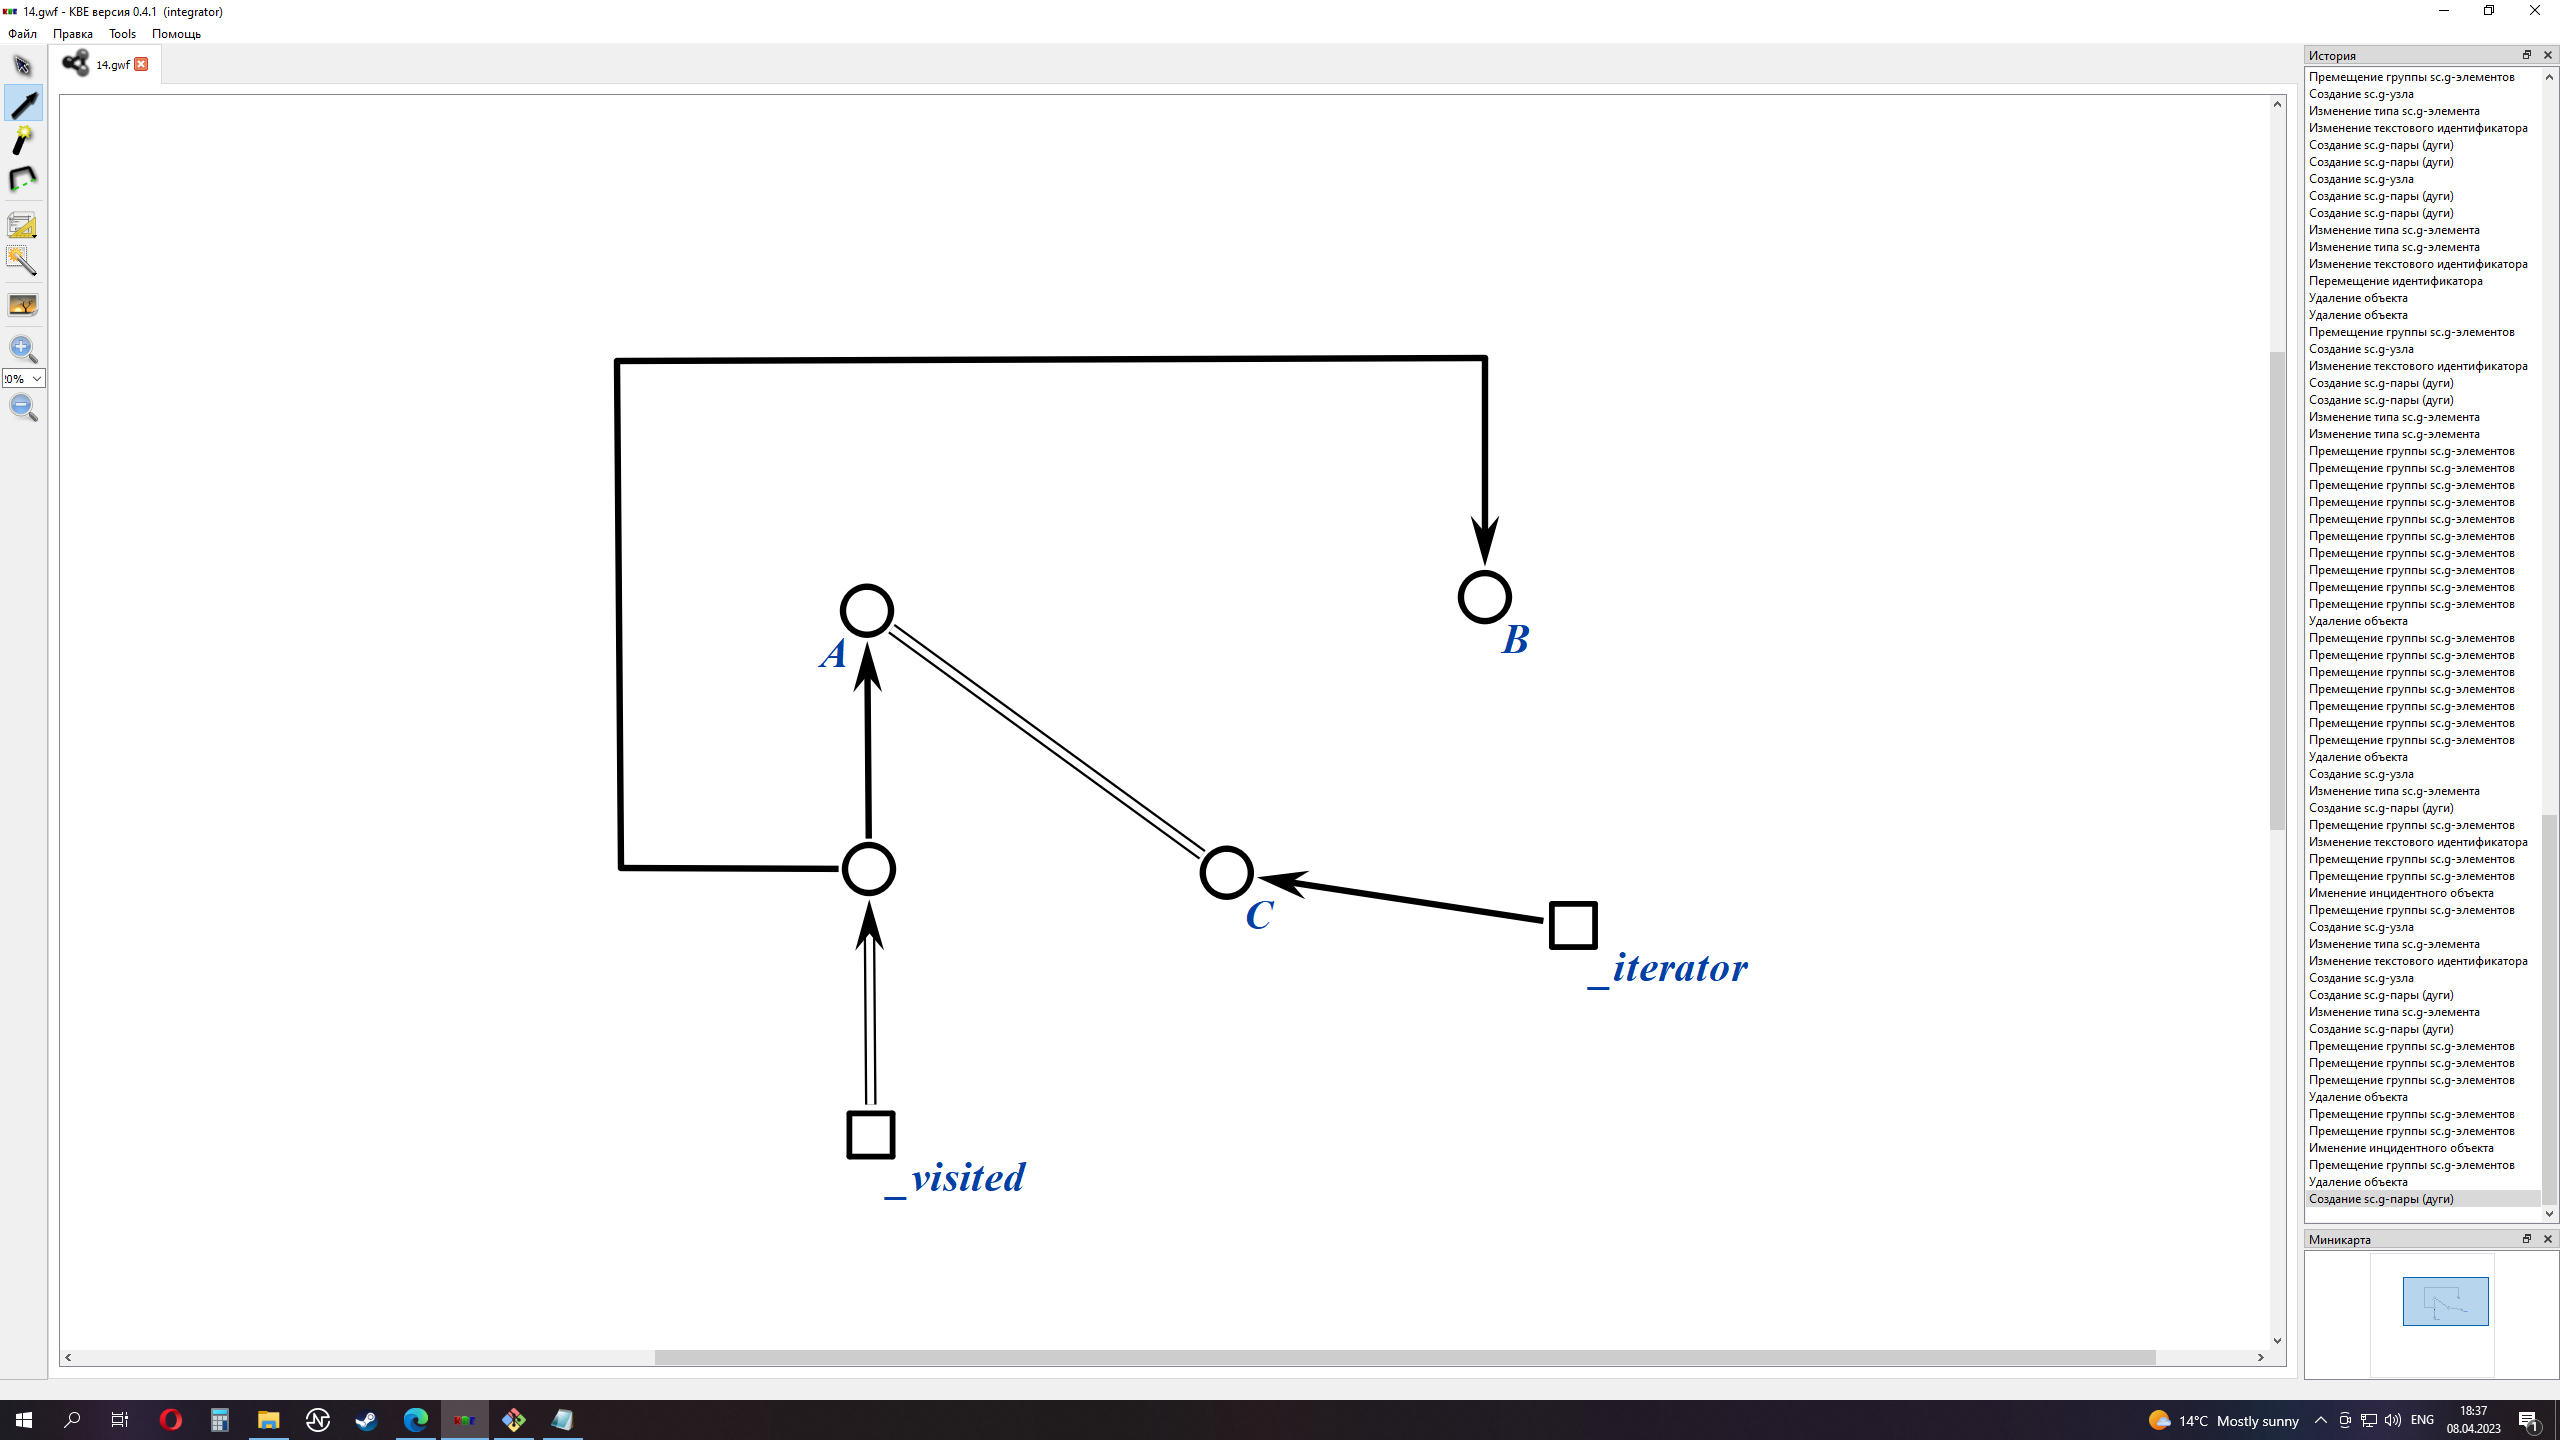 14.gwf - KBE версия 0.4.1 (integrator)
Файл Правка Tools Помощь
14.gwf
20%
A
B
C
_iterator
_visited
История
Премещение группы sc.g-элементов
Создание sc.g-узла
Изменение типа sc.g-элемента
Изменение текстового идентификатора
Создание sc.g-пары (дуги)
Создание sc.g-пары (дуги)
Создание sc.g-узла
Создание sc.g-пары (дуги)
Создание sc.g-пары (дуги)
Изменение типа sc.g-элемента
Изменение типа sc.g-элемента
Изменение текстового идентификатора
Перемещение идентификатора
Удаление объекта
Удаление объекта
Премещение группы sc.g-элементов
Создание sc.g-узла
Изменение текстового идентификатора
Создание sc.g-пары (дуги)
Создание sc.g-пары (дуги)
Изменение типа sc.g-элемента
Изменение типа sc.g-элемента
Премещение группы sc.g-элементов
Премещение группы sc.g-элементов
Премещение группы sc.g-элементов
Премещение группы sc.g-элементов
Премещение группы sc.g-элементов
Премещение группы sc.g-элементов
Премещение группы sc.g-элементов
Премещение группы sc.g-элементов
Премещение группы sc.g-элементов
Премещение группы sc.g-элементов
Удаление объекта
Премещение группы sc.g-элементов
Премещение группы sc.g-элементов
Премещение группы sc.g-элементов
Премещение группы sc.g-элементов
Премещение группы sc.g-элементов
Премещение группы sc.g-элементов
Премещение группы sc.g-элементов
Удаление объекта
Создание sc.g-узла
Изменение типа sc.g-элемента
Создание sc.g-пары (дуги)
Премещение группы sc.g-элементов
Изменение текстового идентификатора
Премещение группы sc.g-элементов
Премещение группы sc.g-элементов
Именение инцидентного объекта
Премещение группы sc.g-элементов
Создание sc.g-узла
Изменение типа sc.g-элемента
Изменение текстового идентификатора
Создание sc.g-узла
Создание sc.g-пары (дуги)
Изменение типа sc.g-элемента
Создание sc.g-пары (дуги)
Премещение группы sc.g-элементов
Премещение группы sc.g-элементов
Премещение группы sc.g-элементов
Удаление объекта
Премещение группы sc.g-элементов
Премещение группы sc.g-элементов
Именение инцидентного объекта
Премещение группы sc.g-элементов
Удаление объекта
Создание sc.g-пары (дуги)
Миникарта
KBE
14°C Mostly sunny
ENG
18:37
08.04.2023
1